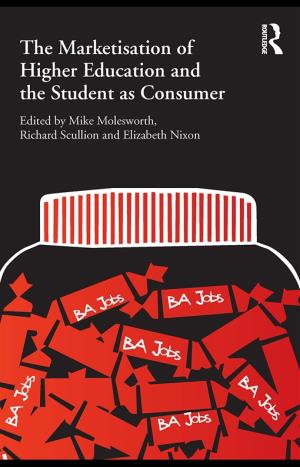 ROUTLEDGE
The Marketisation of
Higher Education and
the Student as Consumer
Edited by Mike Molesworth,
Richard Scullion and Elizabeth Nixon
BA Jobs
BA Jobs
BA Jobs
BA Jobs
BA Jobs
BA Jobs
BA Jobs